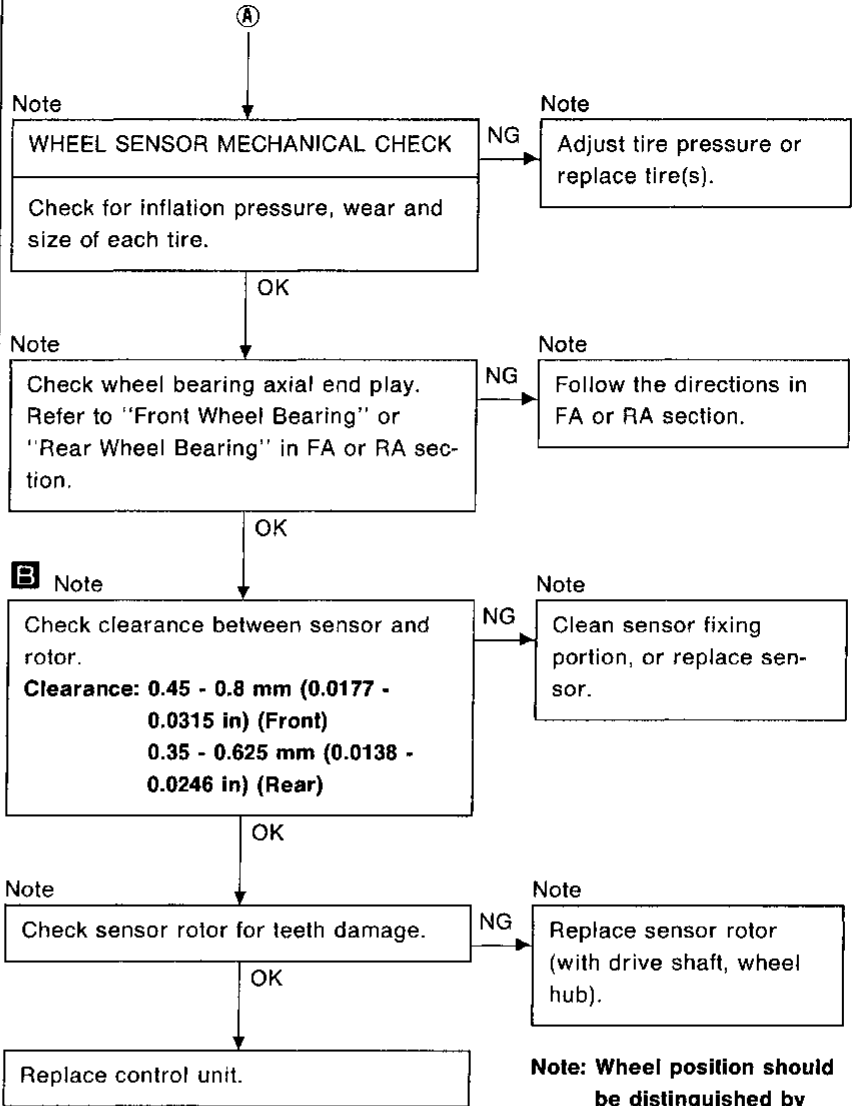 Ⓐ
Note
WHEEL SENSOR MECHANICAL CHECK
Check for inflation pressure, wear and
size of each tire.
NG
Note
Adjust tire pressure or
replace tire(s).
OK
Note
Check wheel bearing axial end play.
Refer to "Front Wheel Bearing" or
"Rear Wheel Bearing" in FA or RA sec-
tion.
NG
Note
Follow the directions in
FA or RA section.
OK
B Note
Check clearance between sensor and
rotor.
Clearance: 0.45 - 0.8 mm (0.0177 -
0.0315 in) (Front)
0.35 - 0.625 mm (0.0138 -
0.0246 in) (Rear)
NG
Note
Clean sensor fixing
portion, or replace sen-
sor.
OK
Note
Check sensor rotor for teeth damage.
NG
Note
Replace sensor rotor
(with drive shaft, wheel
hub).
OK
Replace control unit.
Note: Wheel position should
be distinguished by